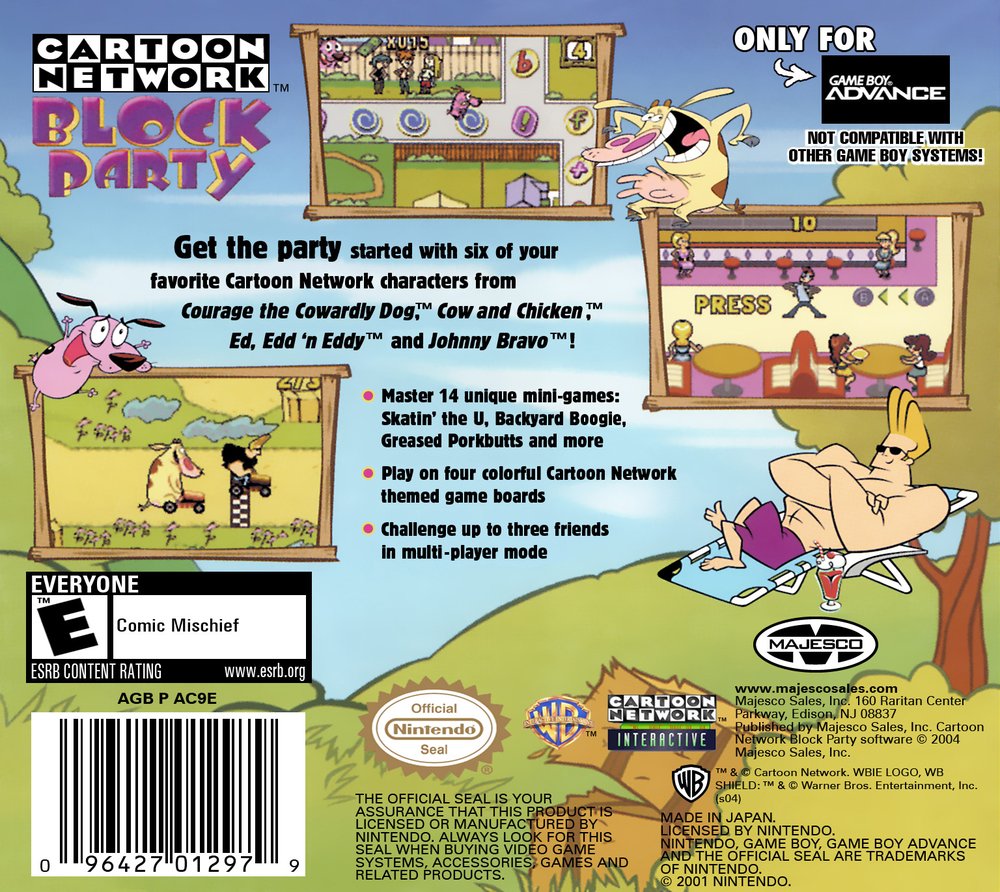 CARTOON
NETWORK™
BLOCK
PARTY
X015
4
b
!
f
ONLY FOR
GAME BOY®
ADVANCE
NOT COMPATIBLE WITH
OTHER GAME BOY SYSTEMS!
10
PRESS
B A
Get the party started with six of your
favorite Cartoon Network characters from
Courage the Cowardly Dog,™ Cow and Chicken,™
Ed, Edd 'n Eddy™ and Johnny Bravo™!
Master 14 unique mini-games:
Skatin' the U, Backyard Boogie,
Greased Porkbutts and more
Play on four colorful Cartoon Network
themed game boards
Challenge up to three friends
in multi-player mode
EVERYONE
E™
Comic Mischief
ESRB CONTENT RATING www.esrb.org
AGB P AC9E
0 96427 01297 9
Official
Nintendo®
Seal
®
THE OFFICIAL SEAL IS YOUR
ASSURANCE THAT THIS PRODUCT IS
LICENSED OR MANUFACTURED BY
NINTENDO. ALWAYS LOOK FOR THIS
SEAL WHEN BUYING VIDEO GAME
SYSTEMS, ACCESSORIES, GAMES AND
RELATED PRODUCTS.
WB™
CARTOON
NETWORK™
INTERACTIVE
MAJESCO
www.majescosales.com
Majesco Sales, Inc. 160 Raritan Center
Parkway, Edison, NJ 08837
Published by Majesco Sales, Inc. Cartoon
Network Block Party software © 2004
Majesco Sales, Inc.
WB
™ & © Cartoon Network. WBIE LOGO, WB
SHIELD: ™ & © Warner Bros. Entertainment, Inc.
(s04)
MADE IN JAPAN.
LICENSED BY NINTENDO.
NINTENDO, GAME BOY, GAME BOY ADVANCE
AND THE OFFICIAL SEAL ARE TRADEMARKS
OF NINTENDO.
© 2001 NINTENDO.